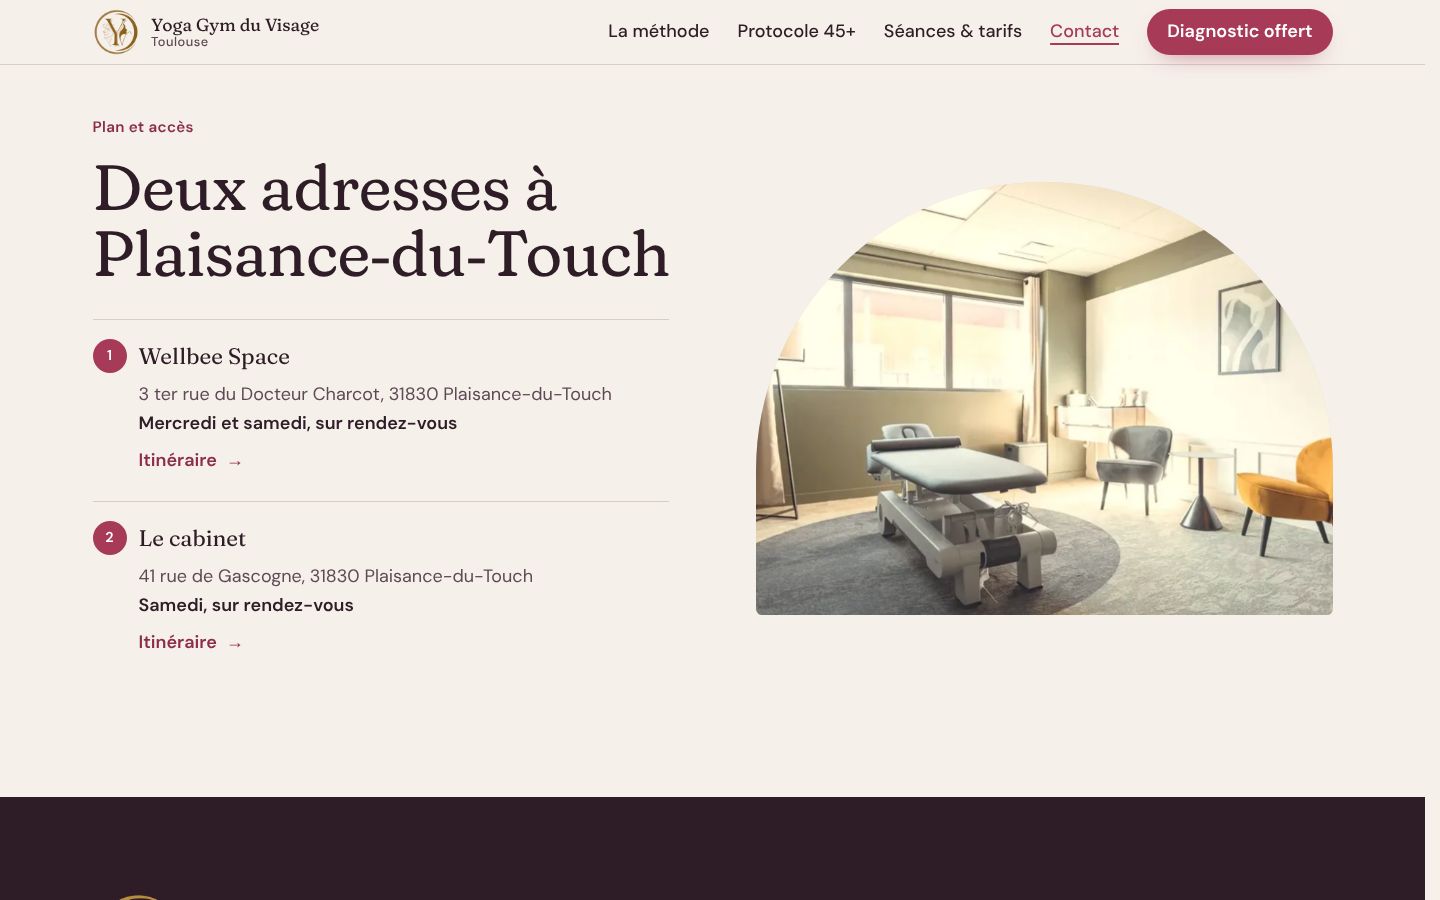 Yoga Gym du Visage
Toulouse
La méthode
Protocole 45+
Séances & tarifs
Contact
Diagnostic offert
Plan et accès
Deux adresses à
Plaisance-du-Touch
1
Wellbee Space
3 ter rue du Docteur Charcot, 31830 Plaisance-du-Touch
Mercredi et samedi, sur rendez-vous
Itinéraire →
2
Le cabinet
41 rue de Gascogne, 31830 Plaisance-du-Touch
Samedi, sur rendez-vous
Itinéraire →